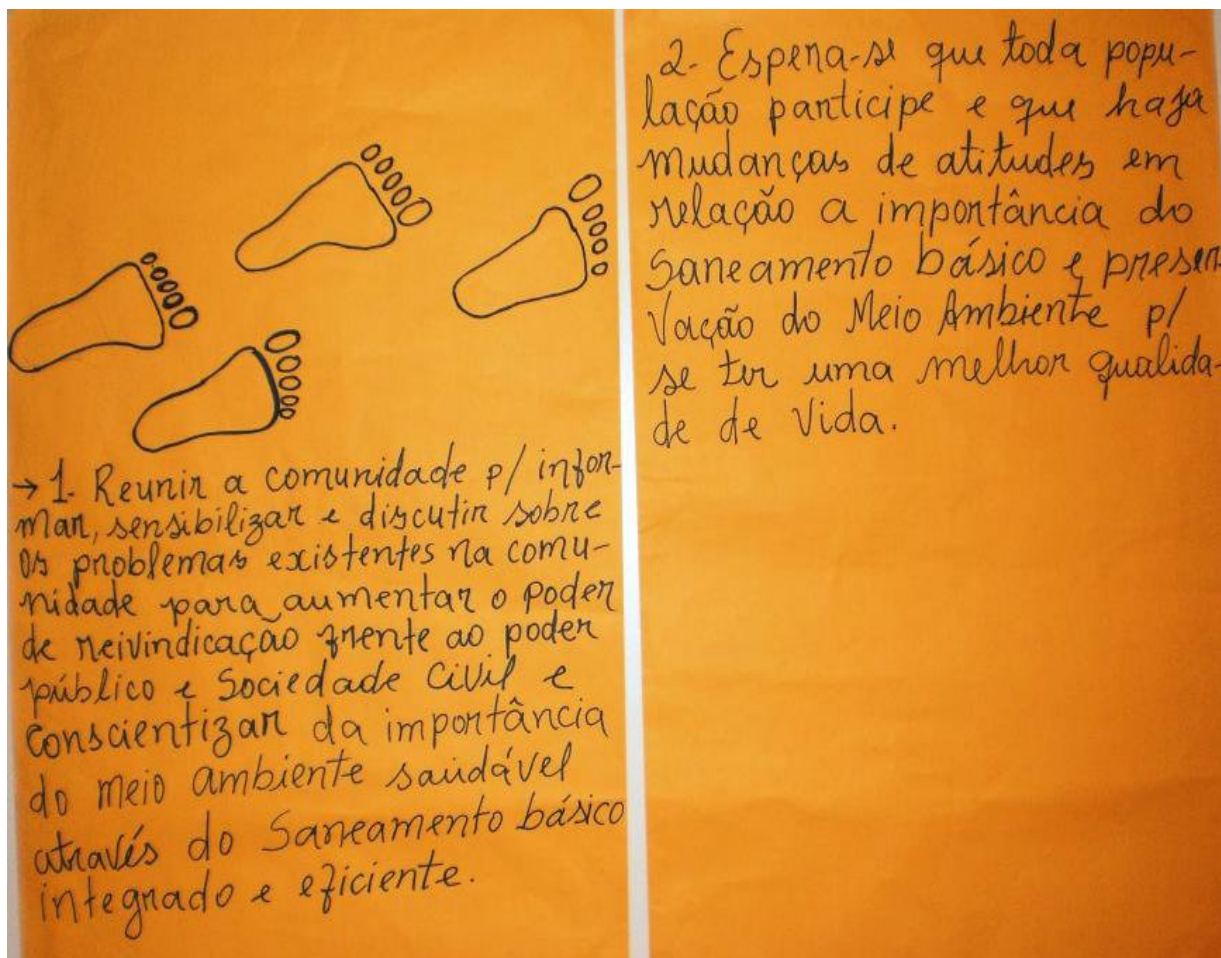 → 1. Reunir a comunidade p/ infor-
mar, sensibilizar e discutir sobre
os problemas existentes na comu-
nidade para aumentar o poder
de reivindicação frente ao poder
público e Sociedade Civil e
Conscientizar da importância
do meio ambiente saudável
através do Saneamento básico
integrado e eficiente.
2- Espera-se que toda popu-
lação participe e que haja
mudanças de atitudes em
relação a importância do
Saneamento básico e preser
Vação do Meio Ambiente p/
se ter uma melhor qualida-
de de Vida.